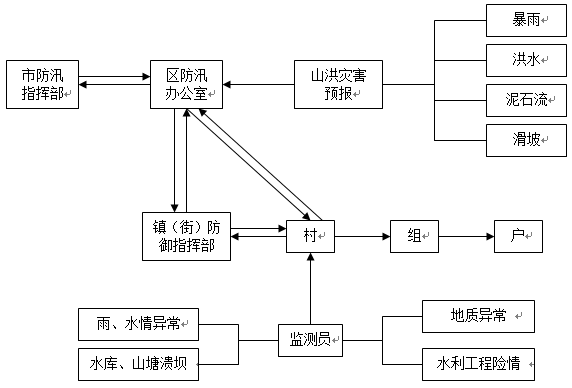 暴雨
市防汛
指挥部
区防汛
办公室
山洪灾害
预报
洪水
泥石流
滑坡
镇（街）防
御指挥部
村
组
户
雨、水情异常
监测员
地质异常
水库、山塘溃坝
水利工程险情